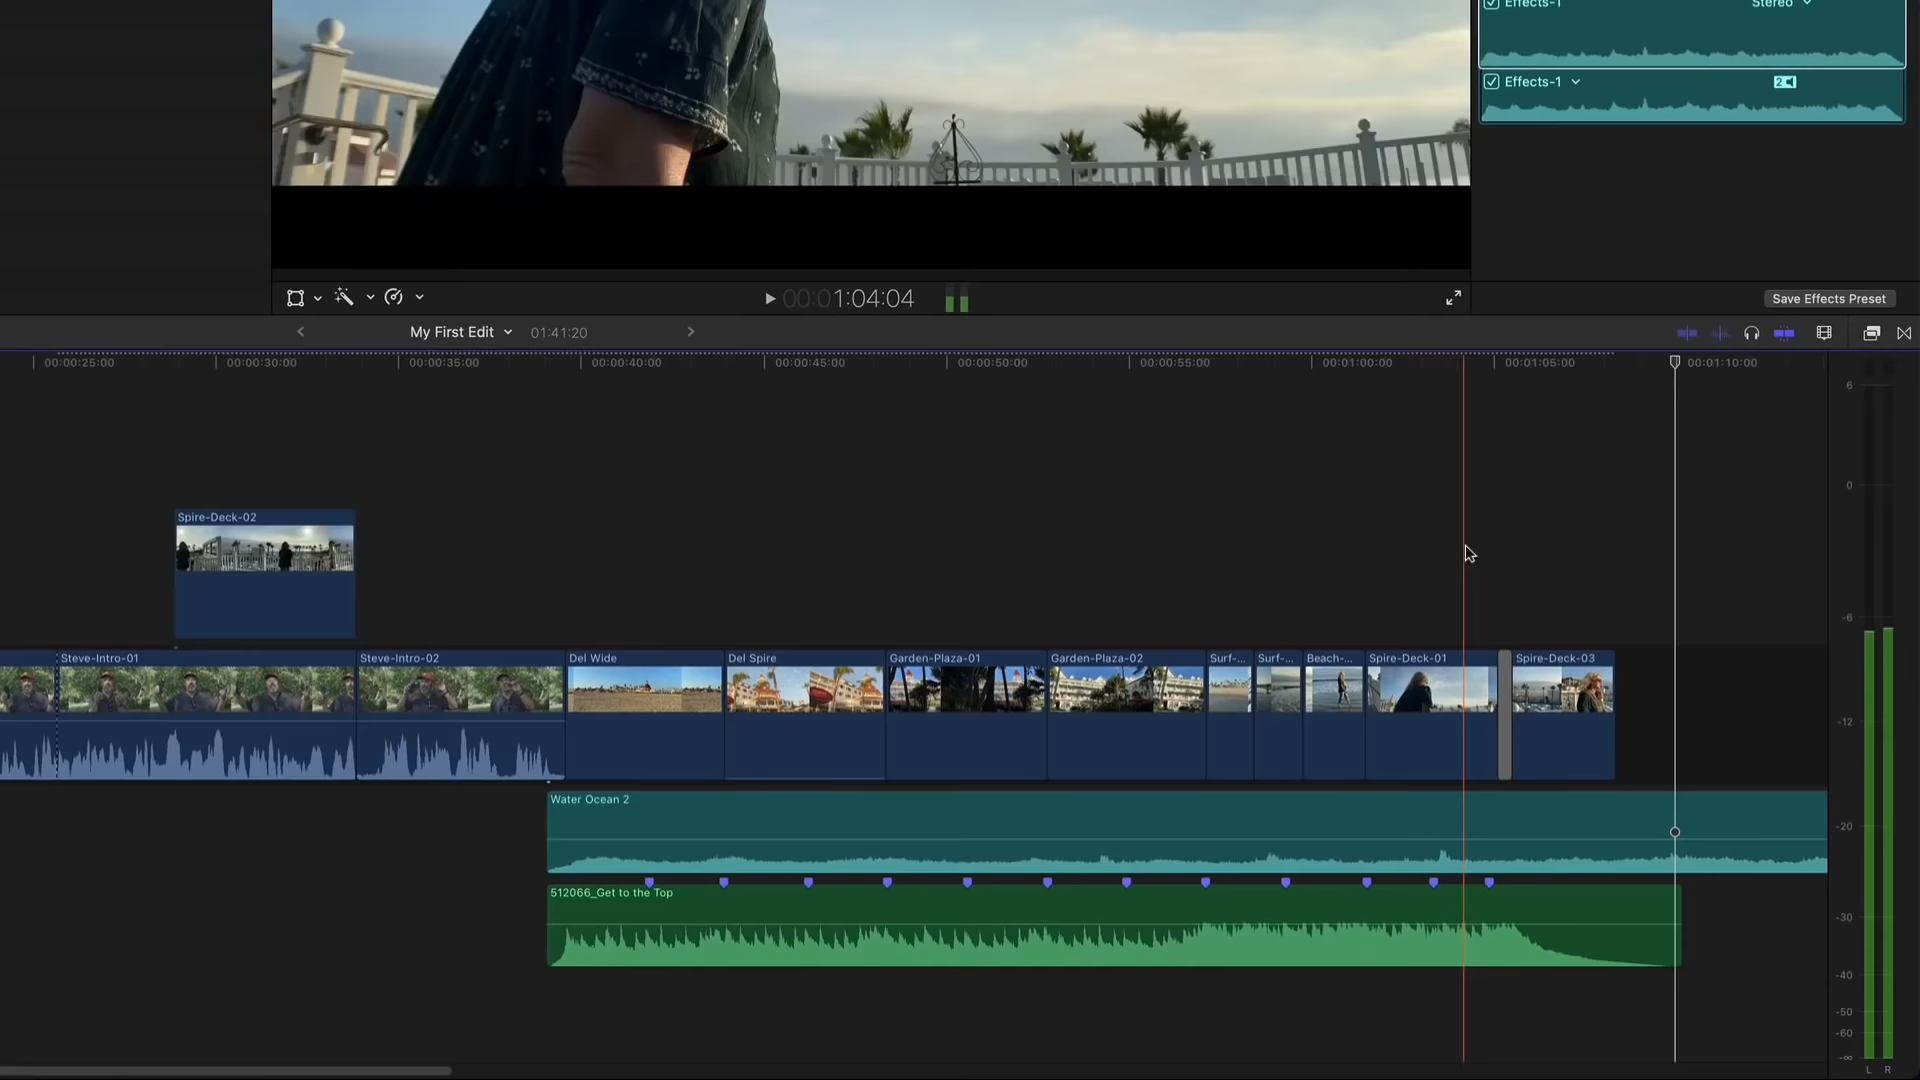 Effects-1 Stereo
Effects-1 2
00:01:04:04
Save Effects Preset
My First Edit 01:41:20
00:00:25:00 00:00:30:00 00:00:35:00 00:00:40:00 00:00:45:00 00:00:50:00 00:00:55:00 00:01:00:00 00:01:05:00 00:01:10:00
6
0
Spire-Deck-02
-6
Steve-Intro-01 Steve-Intro-02 Del Wide Del Spire Garden-Plaza-01 Garden-Plaza-02 Surf-... Surf-... Beach-... Spire-Deck-01 Spire-Deck-03
-12
Water Ocean 2
-20
512066_Get to the Top
-30
-40
-50
-60
-∞
L R